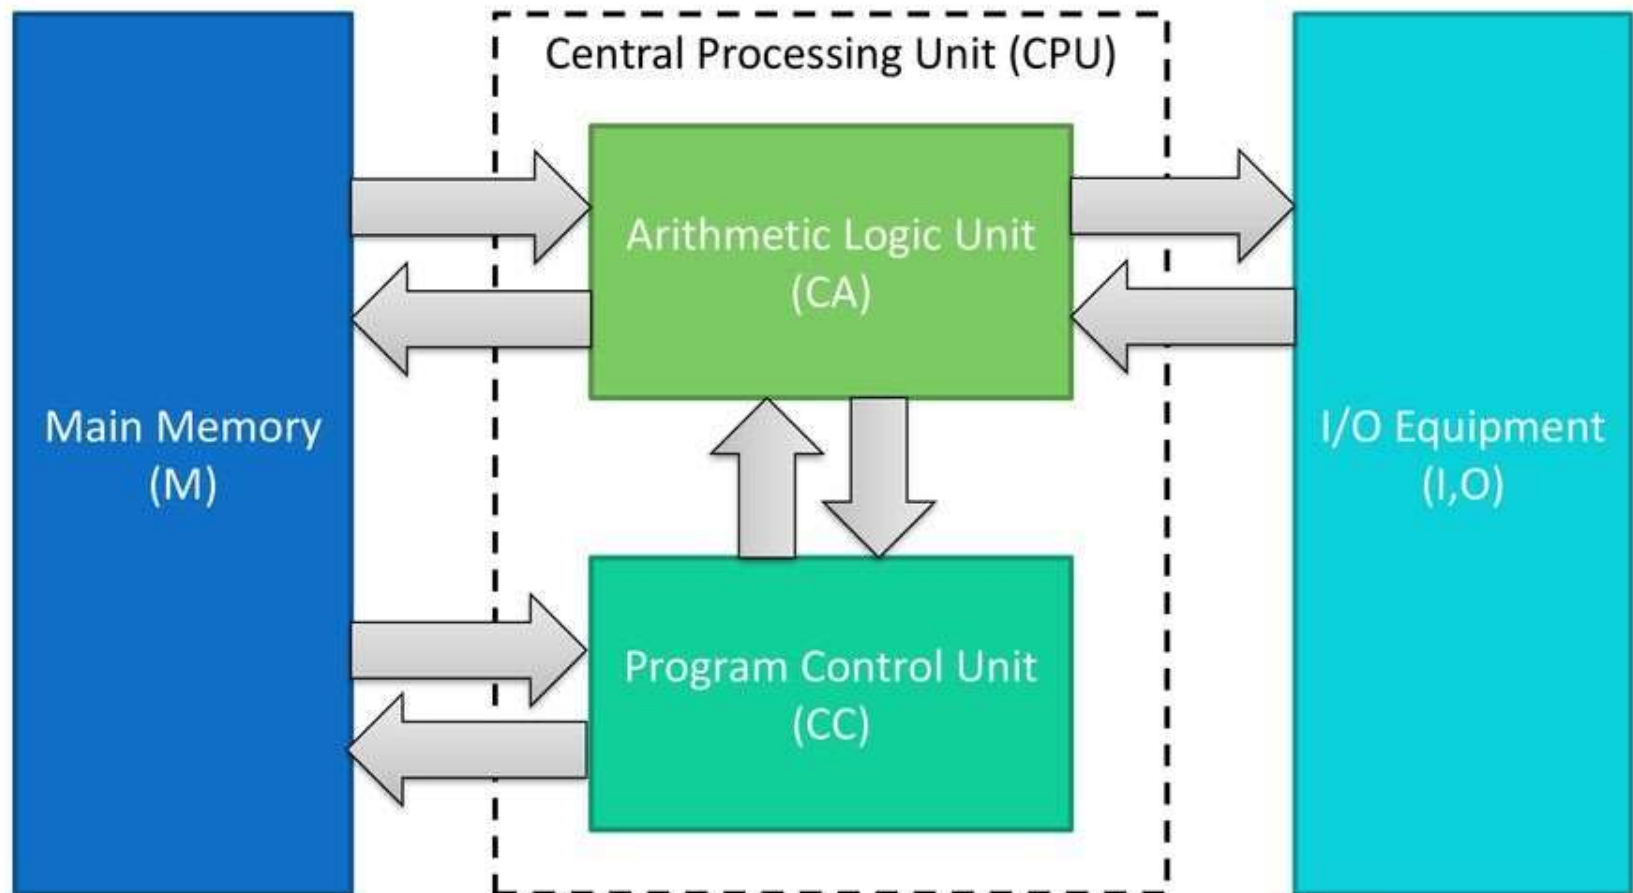 Central Processing Unit (CPU)
Arithmetic Logic Unit
(CA)
Main Memory
(M)
I/O Equipment
(I,O)
Program Control Unit
(CC)